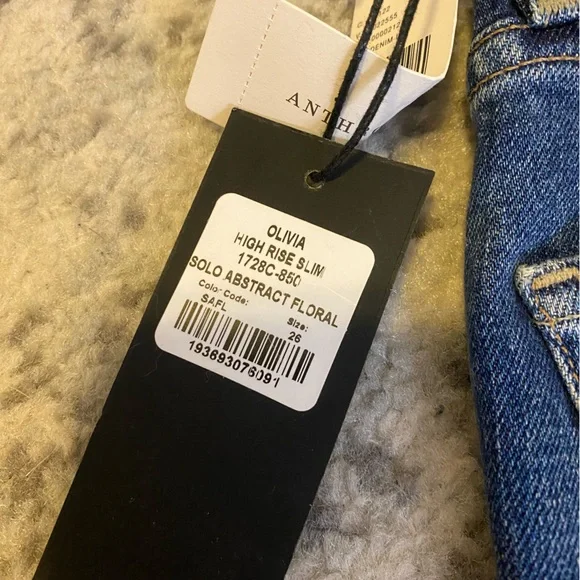 ANTH
OLIVIA
HIGH RISE SLIM
1728C-850
SOLO ABSTRACT FLORAL
Color Code:
SAFL
Size:
26
193693076091